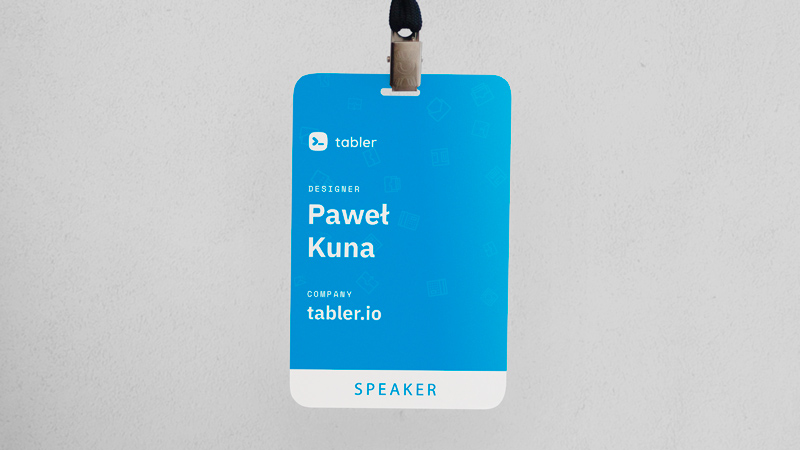 tabler
DESIGNER
Paweł
Kuna
COMPANY
tabler.io
SPEAKER